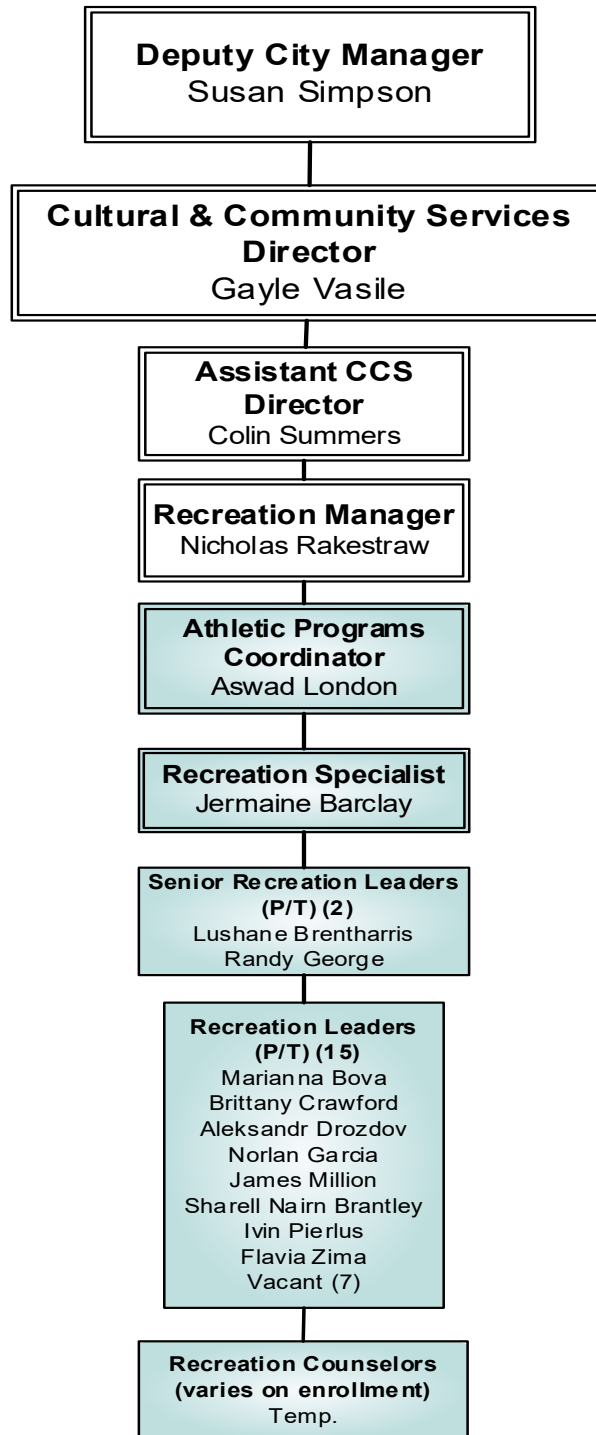 Deputy City Manager
Susan Simpson
Cultural & Community Services
Director
Gayle Vasile
Assistant CCS
Director
Colin Summers
Recreation Manager
Nicholas Rakestraw
Athletic Programs
Coordinator
Aswad London
Recreation Specialist
Jermaine Barclay
Senior Recreation Leaders
(P/T) (2)
Lushane Brentharris
Randy George
Recreation Leaders
(P/T) (15)
Marianna Bova
Brittany Crawford
Aleksandr Drozdov
Norlan Garcia
James Million
Sharell Nairn Brantley
Ivin Pierlus
Flavia Zima
Vacant (7)
Recreation Counselors
(varies on enrollment)
Temp.